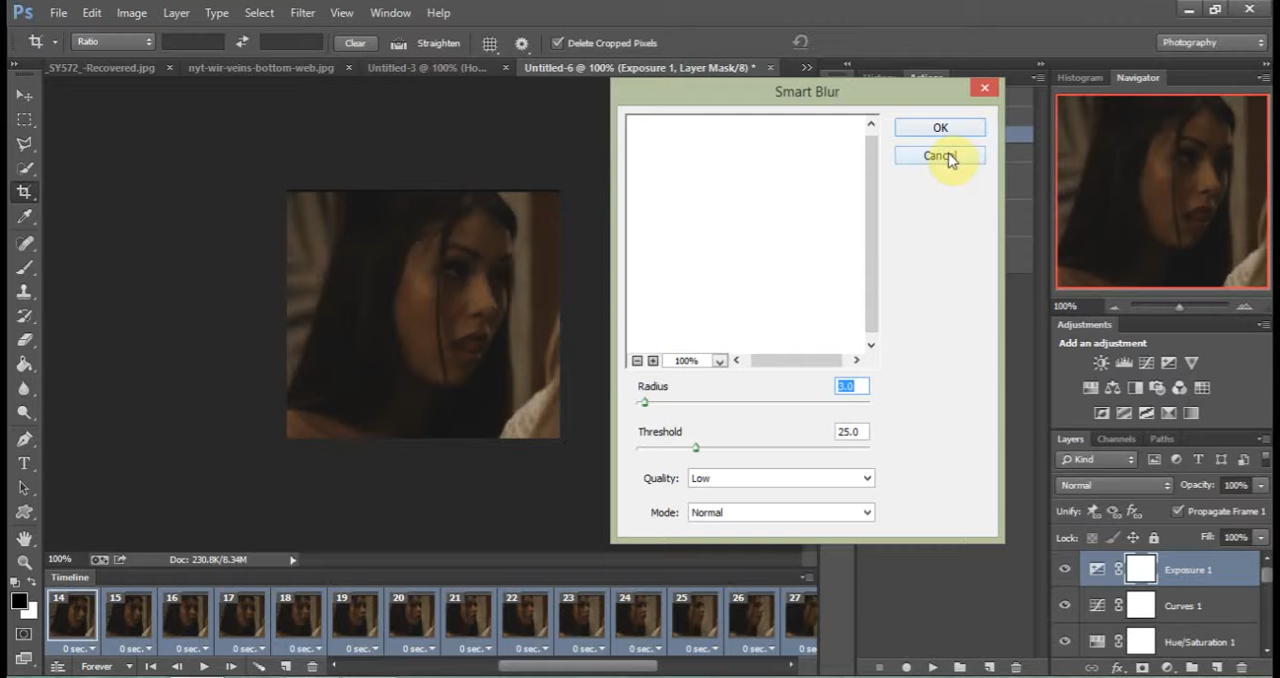 Ps File Edit Image Layer Type Select Filter View Window Help
Ratio Clear Straighten Delete Cropped Pixels Photography
_SY572_-Recovered.jpg × nyt-wir-veins-bottom-web.jpg × Untitled-3 @ 100% (Ho... × Untitled-6 @ 100% (Exposure 1, Layer Mask/8) * ×
Smart Blur
Histogram Navigator
OK
Cancel
100%
Radius 3.0
Threshold 25.0
Quality: Low
Mode: Normal
100%
Adjustments
Add an adjustment
Layers Channels Paths
Kind
Normal Opacity: 100%
Unify: Propagate Frame 1
Lock: Fill: 100%
Exposure 1
Curves 1
Hue/Saturation 1
100% Doc: 230.8K/8.34M
Timeline
14 15 16 17 18 19 20 21 22 23 24 25 26 27
0 sec. 0 sec. 0 sec. 0 sec. 0 sec. 0 sec. 0 sec. 0 sec. 0 sec. 0 sec. 0 sec. 0 sec. 0 sec. 0 sec.
Forever